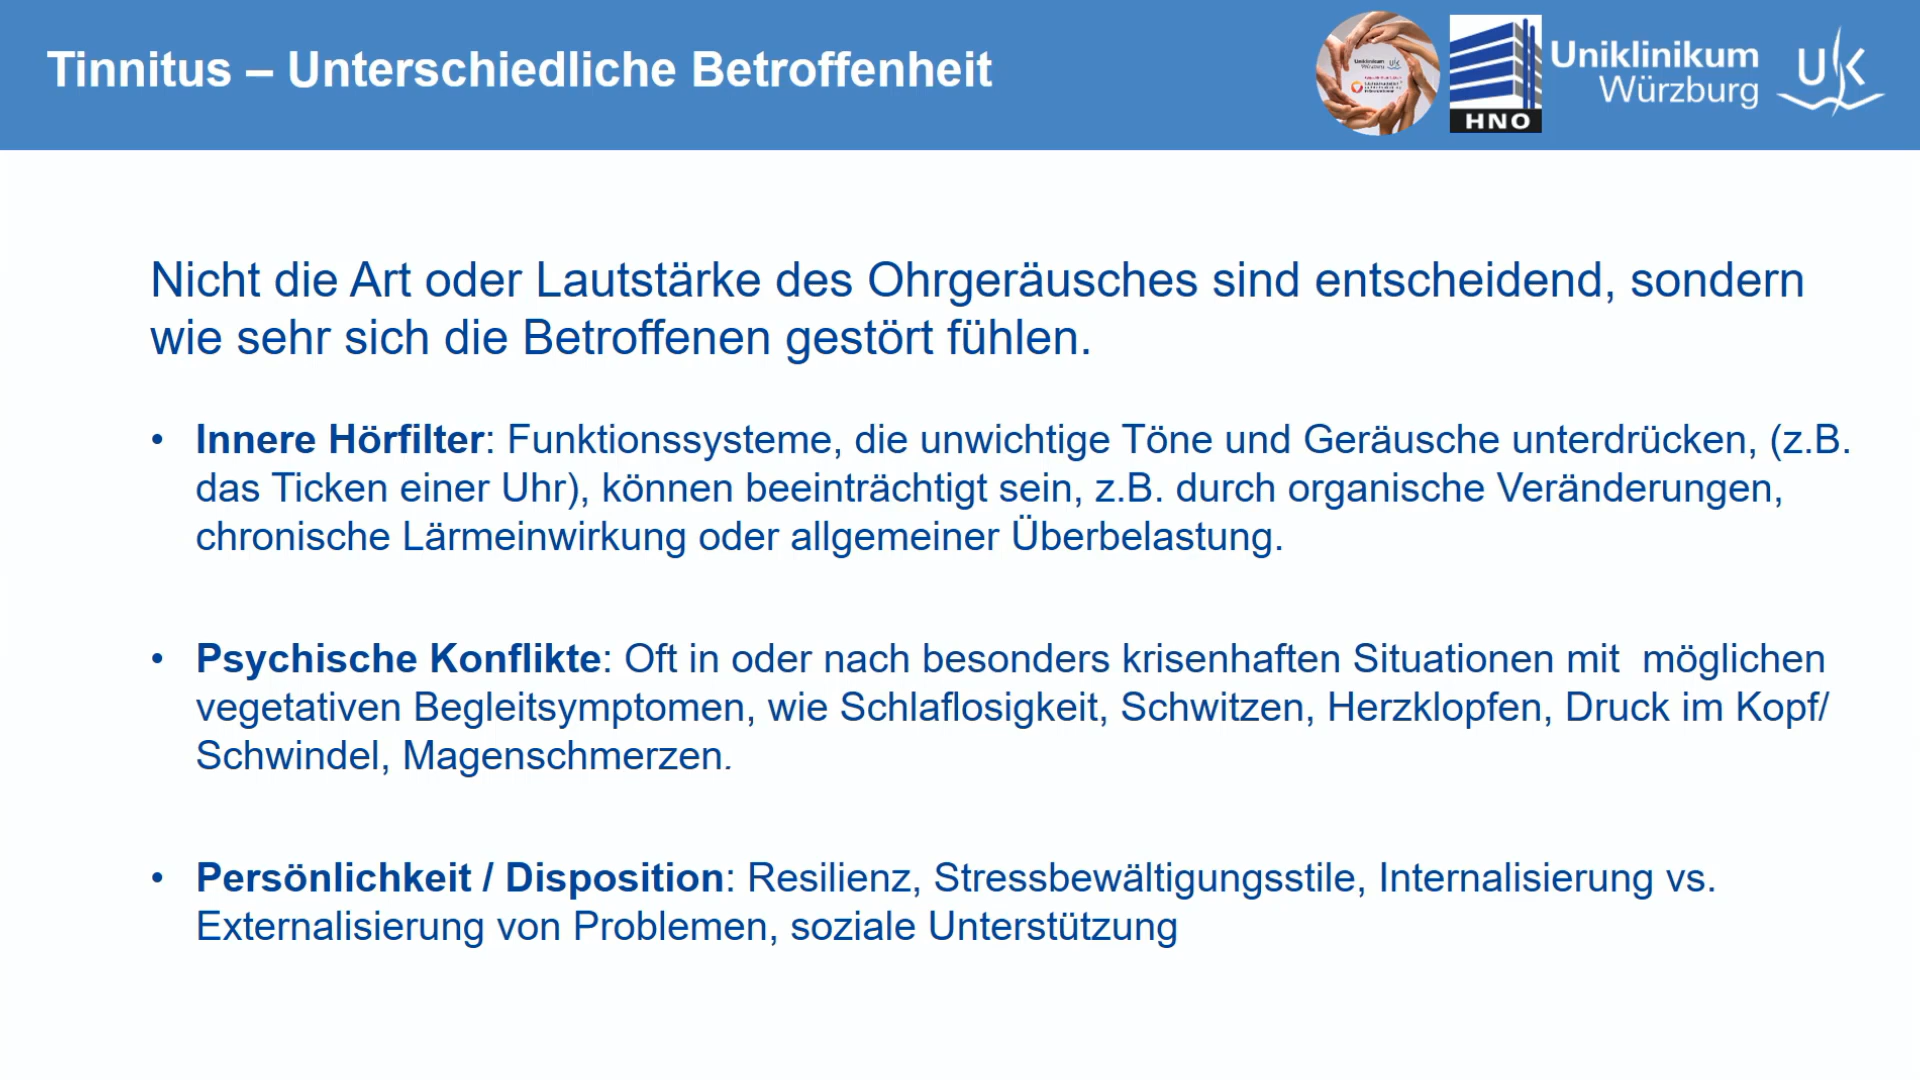 Tinnitus – Unterschiedliche Betroffenheit
Uniklinikum
Würzburg
HNO
Uniklinikum
Würzburg
UK
Nicht die Art oder Lautstärke des Ohrgeräusches sind entscheidend, sondern
wie sehr sich die Betroffenen gestört fühlen.
• Innere Hörfilter: Funktionssysteme, die unwichtige Töne und Geräusche unterdrücken, (z.B.
das Ticken einer Uhr), können beeinträchtigt sein, z.B. durch organische Veränderungen,
chronische Lärmeinwirkung oder allgemeiner Überbelastung.
• Psychische Konflikte: Oft in oder nach besonders krisenhaften Situationen mit  möglichen
vegetativen Begleitsymptomen, wie Schlaflosigkeit, Schwitzen, Herzklopfen, Druck im Kopf/
Schwindel, Magenschmerzen.
• Persönlichkeit / Disposition: Resilienz, Stressbewältigungsstile, Internalisierung vs.
Externalisierung von Problemen, soziale Unterstützung